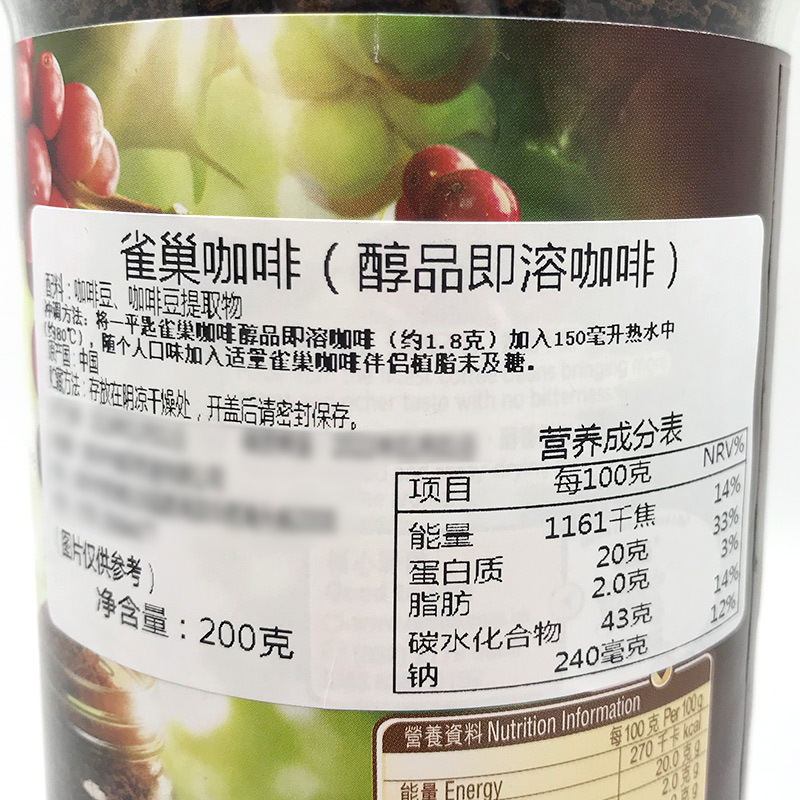 雀巢咖啡（醇品即溶咖啡）
配料：咖啡豆、咖啡豆提取物
冲调方法：将一平匙雀巢咖啡醇品即溶咖啡（约1.8克）加入150毫升热水中
(约80℃)，随个人口味加入适量雀巢咖啡伴侣植脂末及糖。
原产国：中国
贮藏方法：存放在阴凉干燥处，开盖后请密封保存。
（图片仅供参考）
净含量：200克
营养成分表
项目 每100克 NRV%
能量 1161千焦 14%
蛋白质 20克 33%
脂肪 2.0克 3%
碳水化合物 43克 14%
钠 240毫克 12%
營養資料 Nutrition Information
每100克 Per 100g
能量 Energy 270 千卡 kcal
20.0 克 g
2.0 克 g